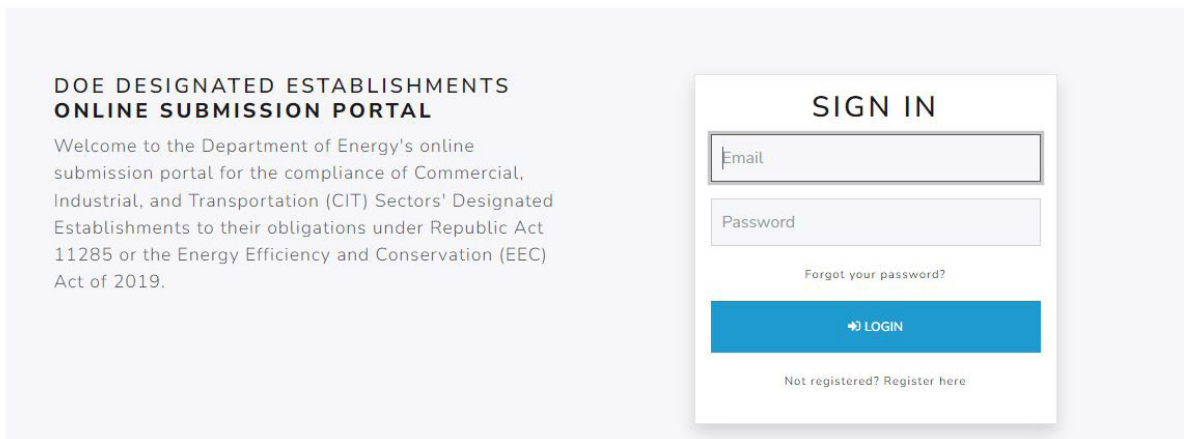 DOE DESIGNATED ESTABLISHMENTS
ONLINE SUBMISSION PORTAL
Welcome to the Department of Energy's online
submission portal for the compliance of Commercial,
Industrial, and Transportation (CIT) Sectors' Designated
Establishments to their obligations under Republic Act
11285 or the Energy Efficiency and Conservation (EEC)
Act of 2019.
SIGN IN
Email
Password
Forgot your password?
LOGIN
Not registered? Register here